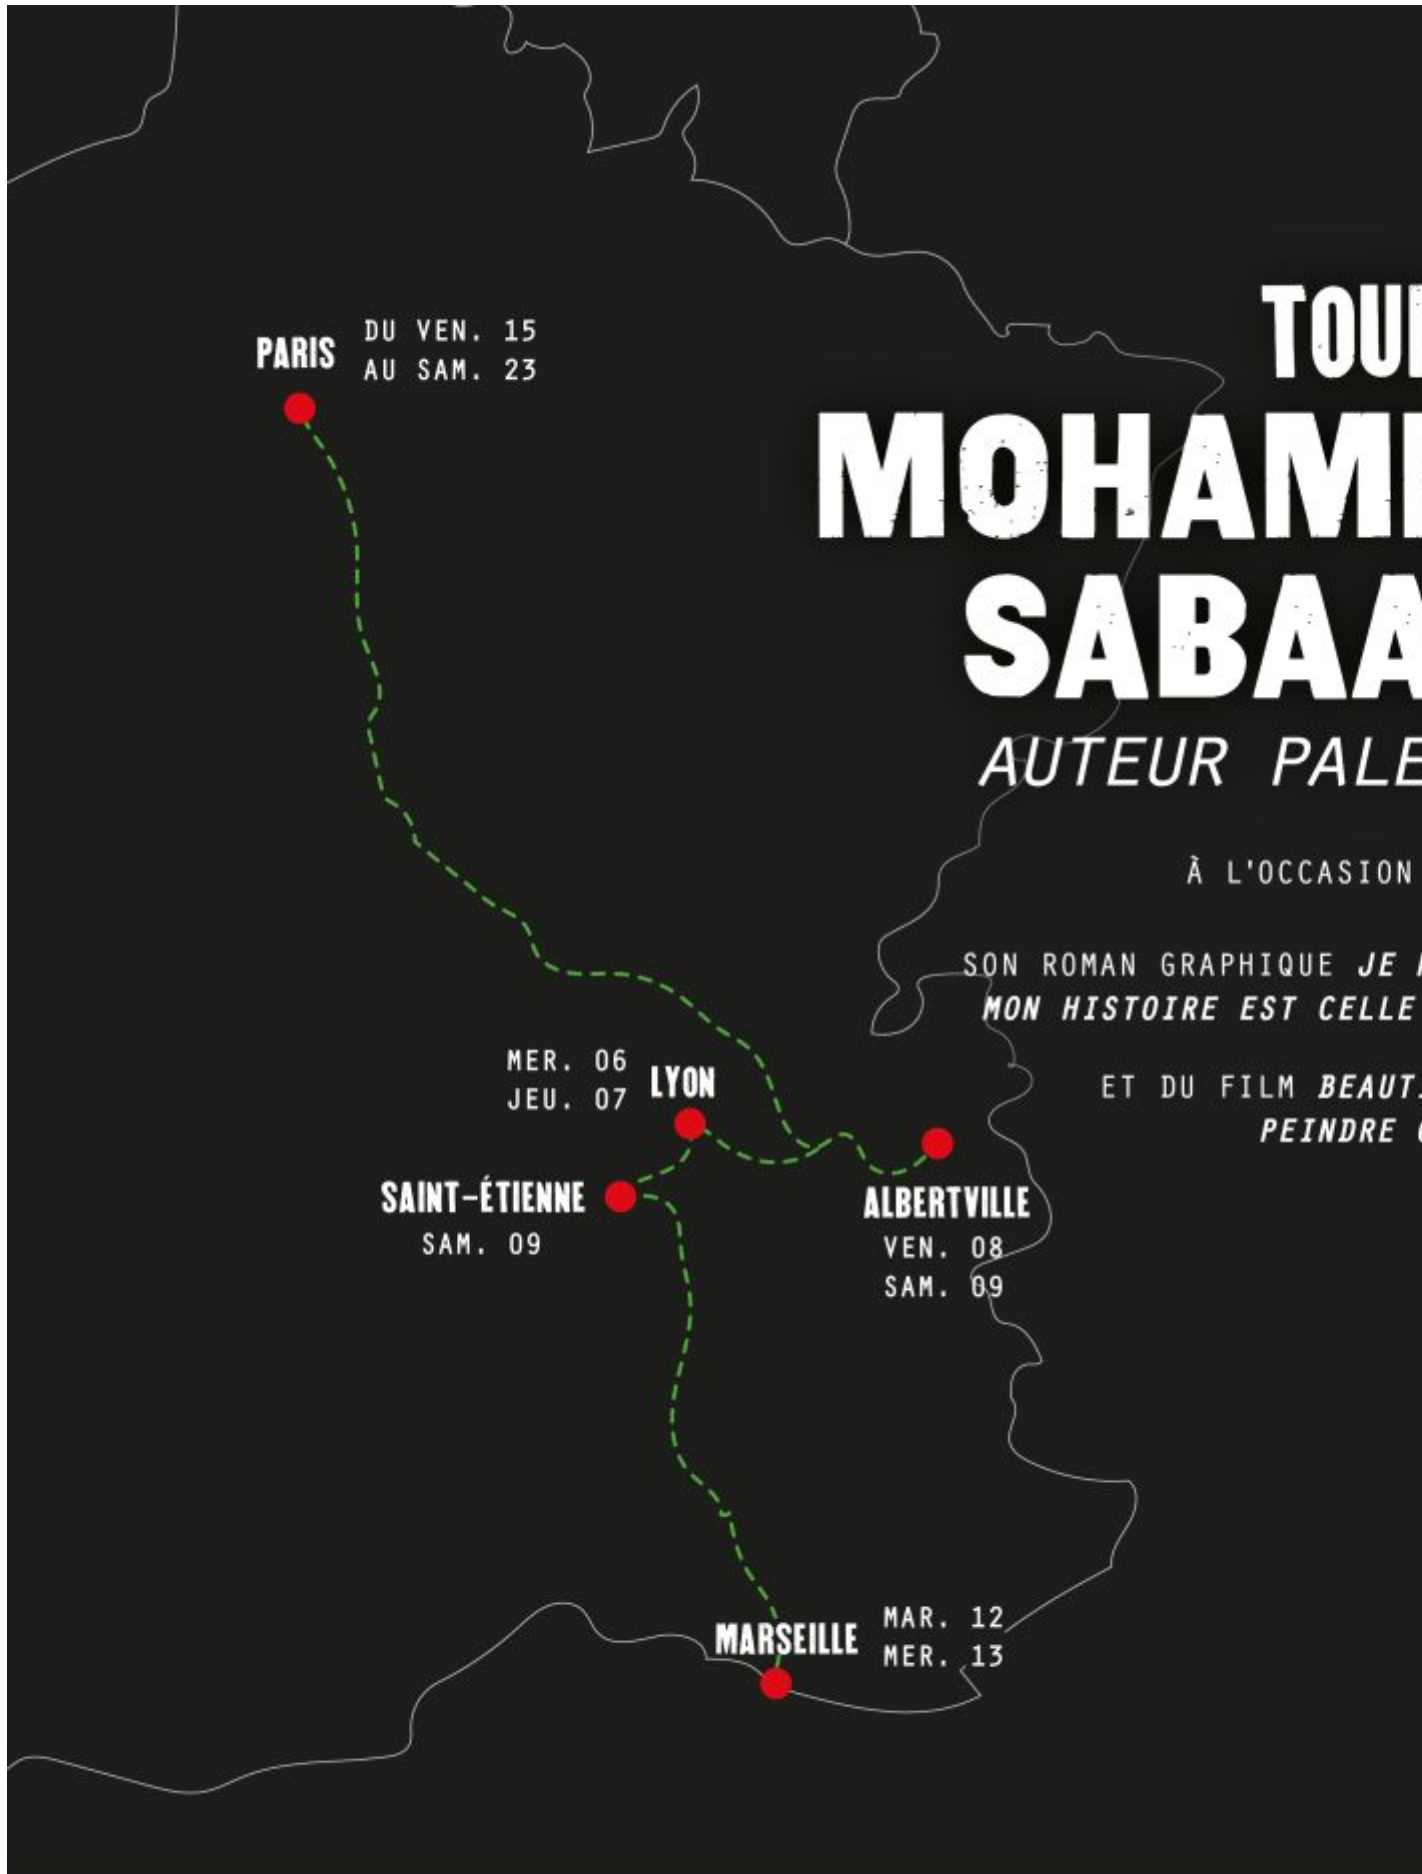 PARIS
DU VEN. 15
AU SAM. 23
MOHAM
SABAA
AUTEUR PALE
À L'OCCASION
SON ROMAN GRAPHIQUE JE
MON HISTOIRE EST CELLE
ET DU FILM BEAUT
PEINDRE
MER. 06
JEU. 07
LYON
SAINT-ÉTIENNE
SAM. 09
ALBERTVILLE
VEN. 08
SAM. 09
MARSEILLE
MAR. 12
MER. 13